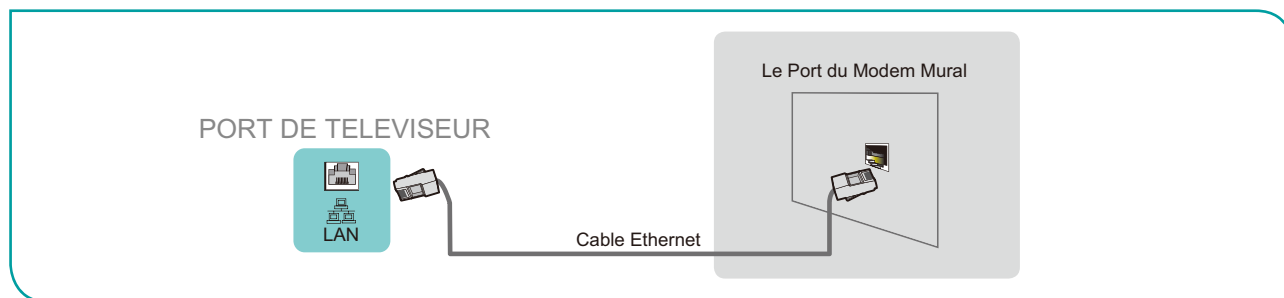 Le Port du Modem Mural
PORT DE TELEVISEUR
LAN
Cable Ethernet